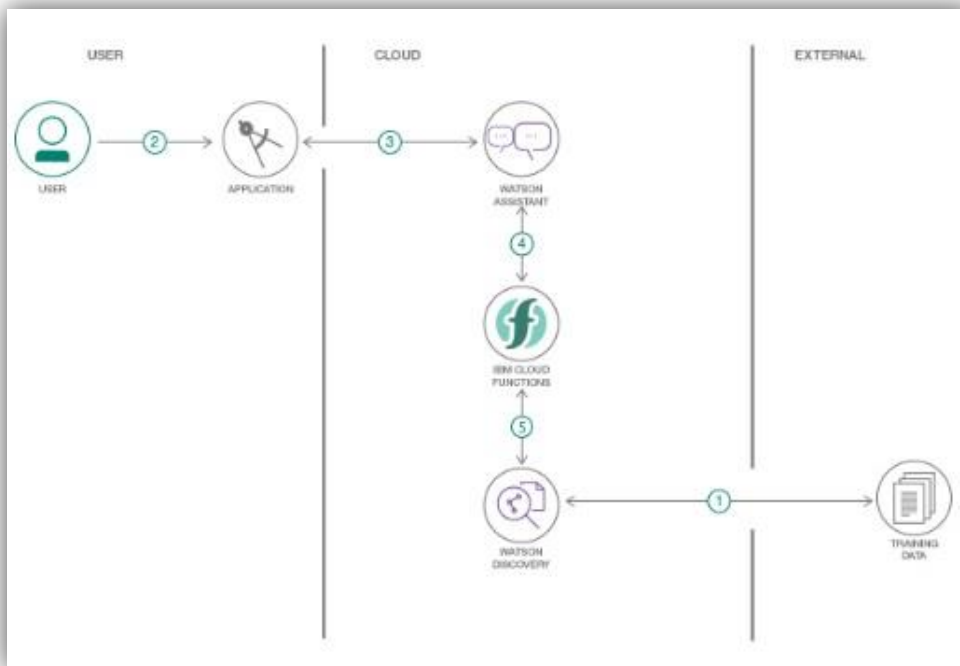 USER
CLOUD
EXTERNAL
2
3
USER
APPLICATION
WATSON
ASSISTANT
4
IBM CLOUD
FUNCTIONS
5
1
WATSON
DISCOVERY
TRAINING
DATA